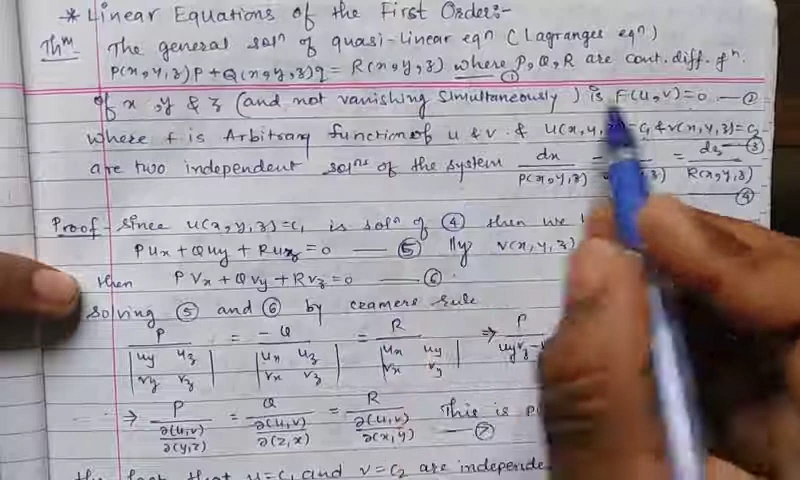 * Linear Equations of the First Order:-
Thm The general soln of quasi-linear eqn (Lagranges eqn)
P(x,y,z)p + Q(x,y,z)q = R(x,y,z) where P,Q,R are cont. diff. fn. ①
of x, y & z (and not vanishing simultaneously) is F(u,v)=0 — ②
where f is Arbitrary function of u & v & u(x,y,z)=c₁ & v(x,y,z)=c₂ ③
are two independent solns of the system dx/P(x,y,z) = = dz/R(x,y,z) — ④
Proof - since u(x,y,z)=c₁ is soln of ④ then we
Pux + Quy + Ruz = 0 — ⑤ ||ly v(x,y,z)
then PVx + QVy + RVz = 0 — ⑥
solving ⑤ and ⑥ by creamers rule
P/|uy uz vy vz| = -Q/|ux uz vx vz| = R/|ux uy vx vy| ⇒ P/uyvz-
⇒ P/(∂(u,v)/∂(y,z)) = Q/(∂(u,v)/∂(z,x)) = R/(∂(u,v)/∂(x,y)) — ⑦ This is
the fact that u=c₁ and v=c₂ are